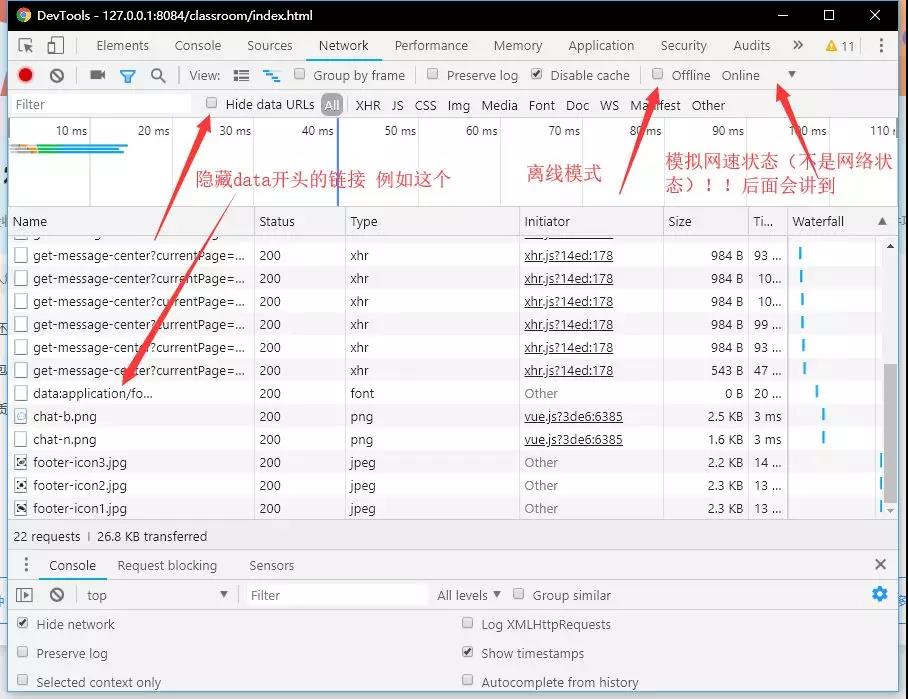 DevTools - 127.0.0.1:8084/classroom/index.html
Elements Console Sources Network Performance Memory Application Security Audits » 11
View: Group by frame Preserve log Disable cache Offline Online
Filter Hide data URLs All XHR JS CSS Img Media Font Doc WS Manifest Other
10 ms 20 ms 30 ms 40 ms 50 ms 60 ms 70 ms 80 ms 90 ms 100 ms 110
隐藏data开头的链接 例如这个
离线模式
模拟网速状态（不是网络状
态）！！后面会讲到
Name Status Type Initiator Size Ti... Waterfall
get-message-center?currentPage=... 200 xhr xhr.js?14ed:178 984 B 93 ...
get-message-center?currentPage=... 200 xhr xhr.js?14ed:178 984 B 10...
get-message-center?currentPage=... 200 xhr xhr.js?14ed:178 984 B 10...
get-message-center?currentPage=... 200 xhr xhr.js?14ed:178 984 B 99 ...
get-message-center?currentPage=... 200 xhr xhr.js?14ed:178 984 B 93 ...
get-message-center?currentPage=... 200 xhr xhr.js?14ed:178 543 B 47 ...
data:application/fo... 200 font Other 0 B 20 ...
chat-b.png 200 png vue.js?3de6:6385 2.5 KB 3 ms
chat-n.png 200 png vue.js?3de6:6385 1.6 KB 3 ms
footer-icon3.jpg 200 jpeg Other 2.2 KB 14 ...
footer-icon2.jpg 200 jpeg Other 2.3 KB 13 ...
footer-icon1.jpg 200 jpeg Other 2.3 KB 13 ...
22 requests | 26.8 KB transferred
Console Request blocking Sensors
top Filter All levels Group similar
Hide network Log XMLHttpRequests
Preserve log Show timestamps
Selected context only Autocomplete from history